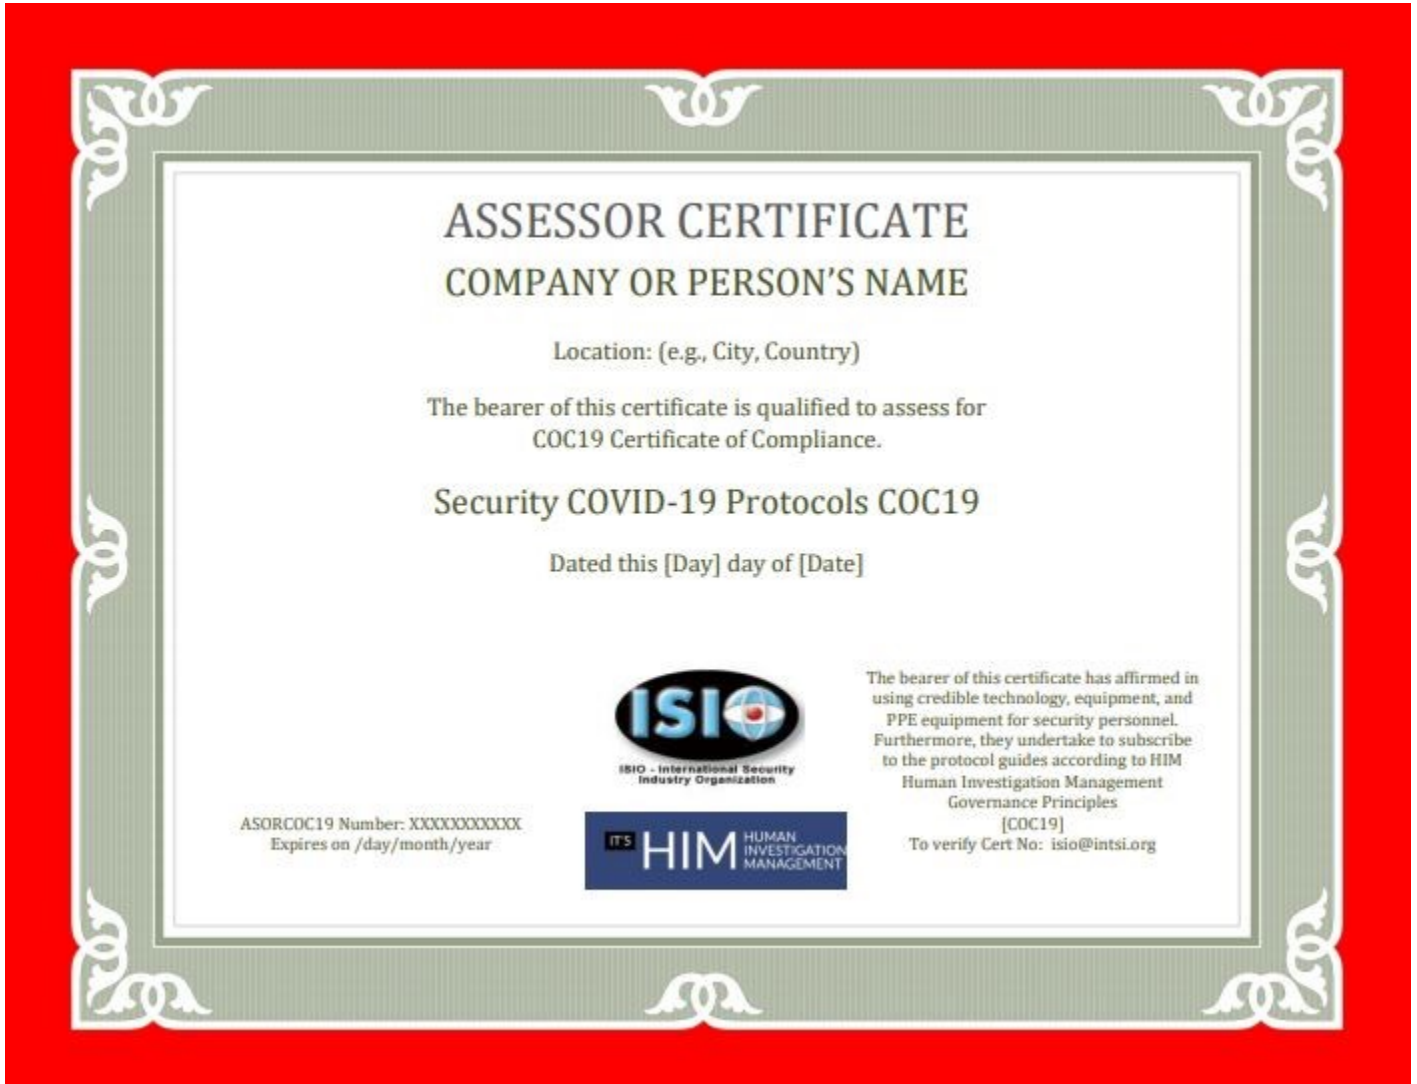 ASSESSOR CERTIFICATE
COMPANY OR PERSON'S NAME
Location: (e.g., City, Country)
The bearer of this certificate is qualified to assess for
COC19 Certificate of Compliance.
Security COVID-19 Protocols COC19
Dated this [Day] day of [Date]
ISIO
ISIO - International Security
Industry Organization
IT'S HIM HUMAN
INVESTIGATION
MANAGEMENT
ASORCOC19 Number: XXXXXXXXXXX
Expires on /day/month/year
The bearer of this certificate has affirmed in
using credible technology, equipment, and
PPE equipment for security personnel.
Furthermore, they undertake to subscribe
to the protocol guides according to HIM
Human Investigation Management
Governance Principles
[COC19]
To verify Cert No: isio@intsi.org